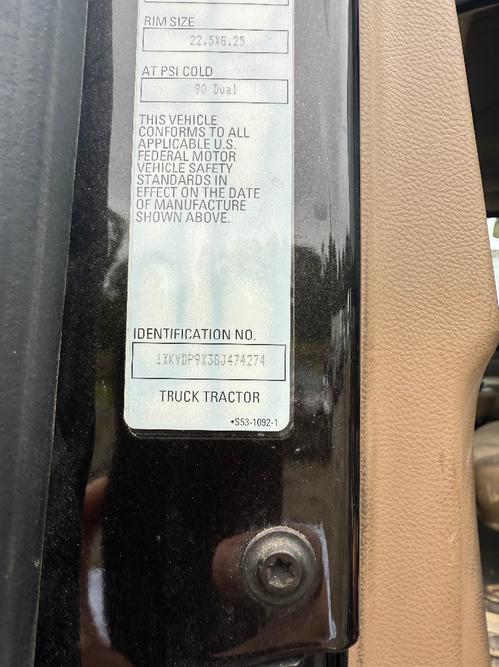 RIM SIZE
22.5X8.25
AT PSI COLD
90 Dual
THIS VEHICLE
CONFORMS TO ALL
APPLICABLE U.S.
FEDERAL MOTOR
VEHICLE SAFETY
STANDARDS IN
EFFECT ON THE DATE
OF MANUFACTURE
SHOWN ABOVE.
IDENTIFICATION NO.
1XKYDP9X3GJ474274
TRUCK TRACTOR
•S53-1092-1